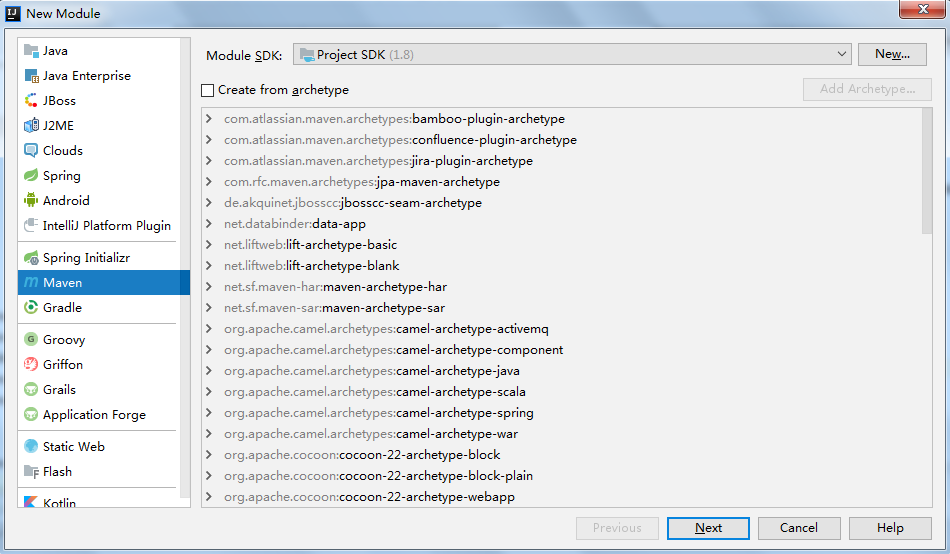 New Module
Java
Java Enterprise
JBoss
J2ME
Clouds
Spring
Android
IntelliJ Platform Plugin
Spring Initializr
Maven
Gradle
Groovy
Griffon
Grails
Application Forge
Static Web
Flash
Kotlin
Module SDK: Project SDK (1.8) New...
Create from archetype Add Archetype...
com.atlassian.maven.archetypes:bamboo-plugin-archetype
com.atlassian.maven.archetypes:confluence-plugin-archetype
com.atlassian.maven.archetypes:jira-plugin-archetype
com.rfc.maven.archetypes:jpa-maven-archetype
de.akquinet.jbosscc:jbosscc-seam-archetype
net.databinder:data-app
net.liftweb:lift-archetype-basic
net.liftweb:lift-archetype-blank
net.sf.maven-har:maven-archetype-har
net.sf.maven-sar:maven-archetype-sar
org.apache.camel.archetypes:camel-archetype-activemq
org.apache.camel.archetypes:camel-archetype-component
org.apache.camel.archetypes:camel-archetype-java
org.apache.camel.archetypes:camel-archetype-scala
org.apache.camel.archetypes:camel-archetype-spring
org.apache.camel.archetypes:camel-archetype-war
org.apache.cocoon:cocoon-22-archetype-block
org.apache.cocoon:cocoon-22-archetype-block-plain
org.apache.cocoon:cocoon-22-archetype-webapp
Previous Next Cancel Help